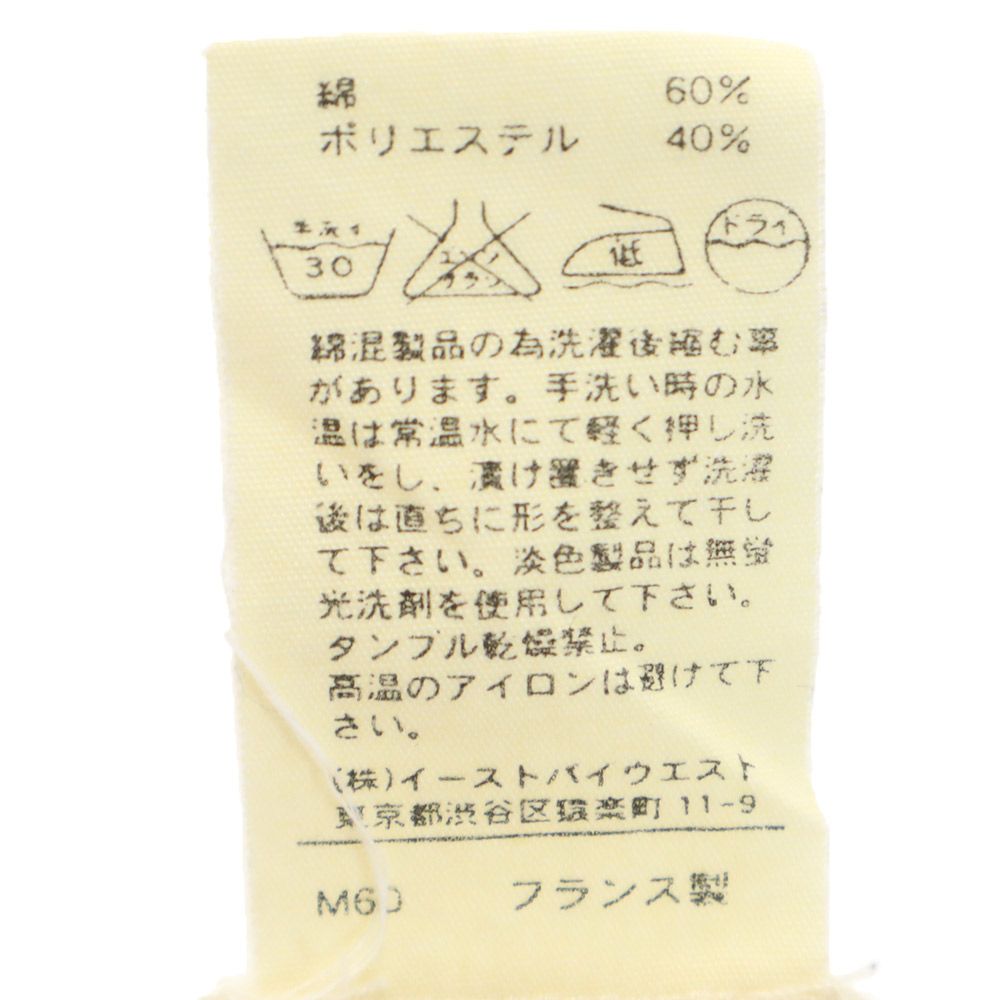 綿 60%
ポリエステル 40%
手洗イ 30
エンソ
サラシ
低
ドライ
綿混製品の為洗濯後縮む事
があります。手洗い時の水
温は常温水にて軽く押し洗
いをし、漬け置きせず洗濯
後は直ちに形を整えて干し
て下さい。淡色製品は無蛍
光洗剤を使用して下さい。
タンブル乾燥禁止。
高温のアイロンは避けて下
さい。
(株)イーストバイウエスト
東京都渋谷区猿楽町 11-9
M60 フランス製